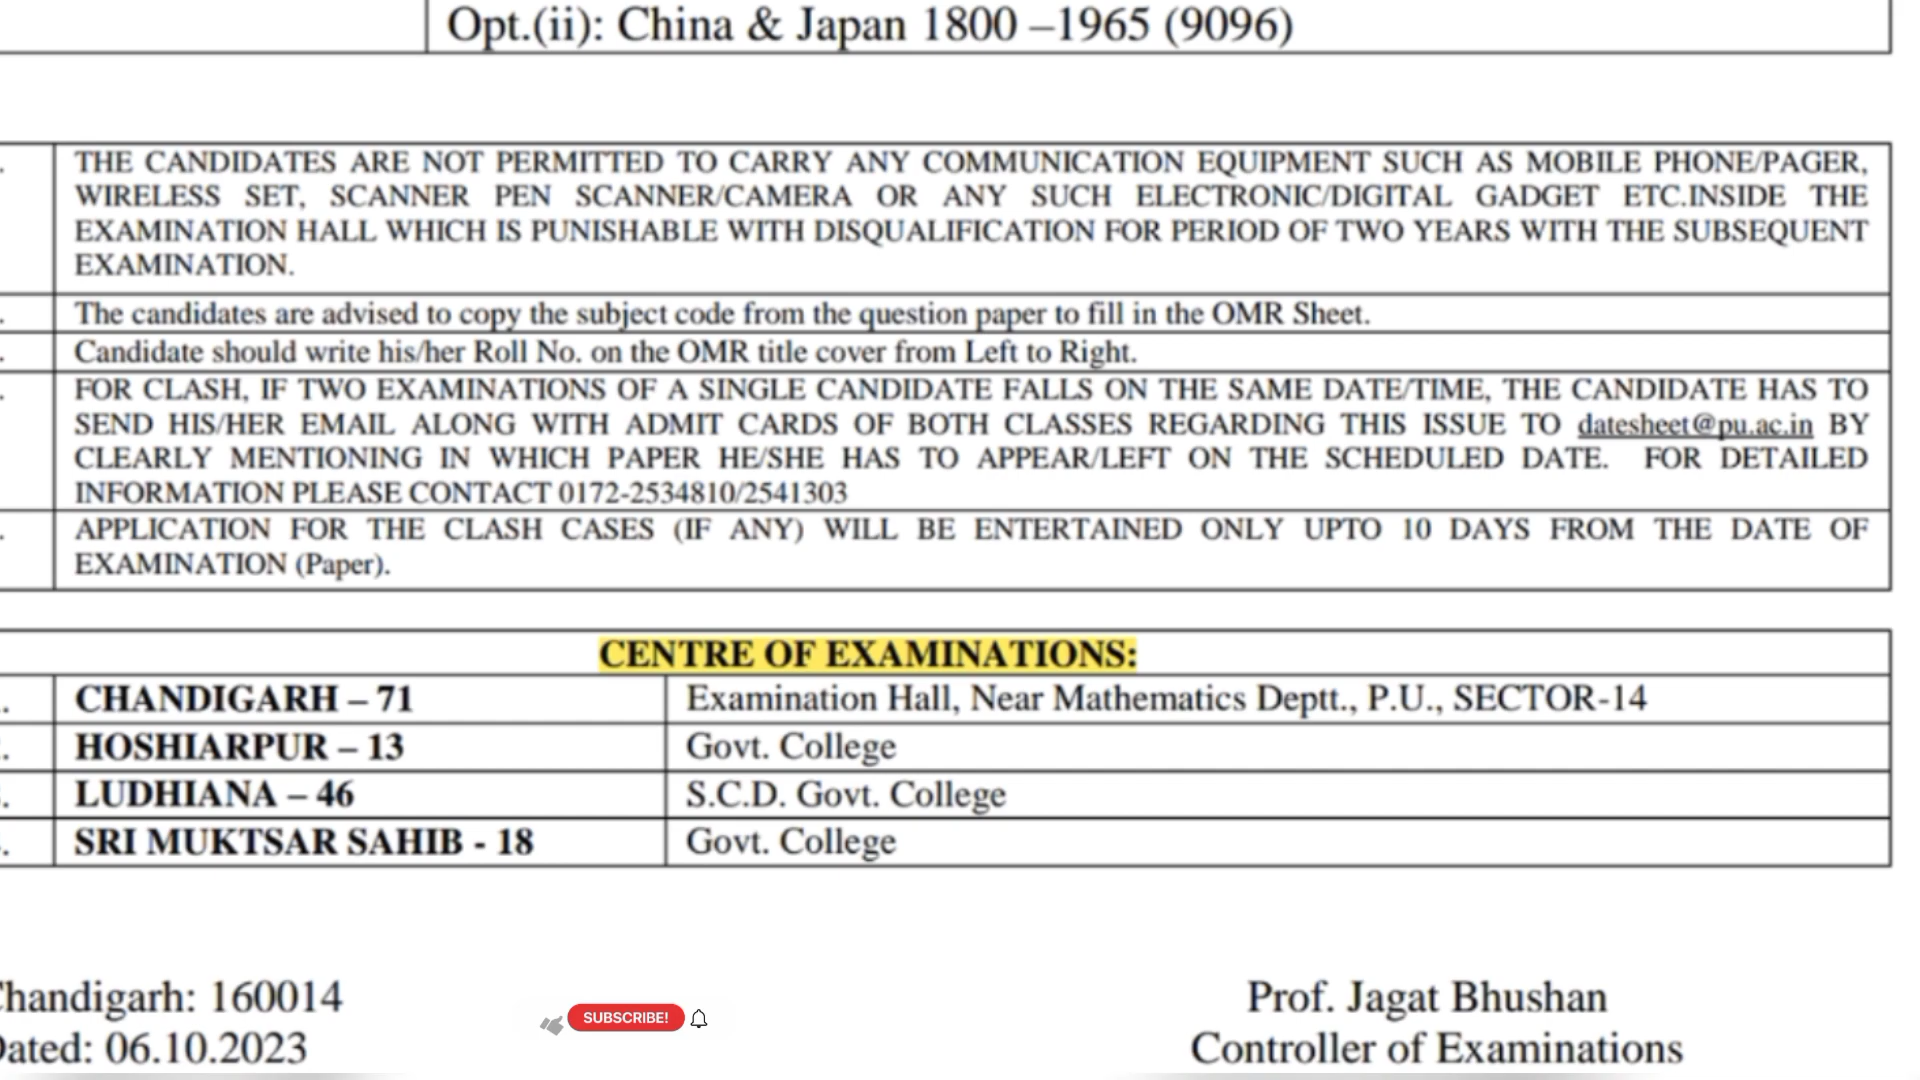 Opt.(ii): China & Japan 1800 –1965 (9096)
THE CANDIDATES ARE NOT PERMITTED TO CARRY ANY COMMUNICATION EQUIPMENT SUCH AS MOBILE PHONE/PAGER,
WIRELESS SET, SCANNER PEN SCANNER/CAMERA OR ANY SUCH ELECTRONIC/DIGITAL GADGET ETC.INSIDE THE
EXAMINATION HALL WHICH IS PUNISHABLE WITH DISQUALIFICATION FOR PERIOD OF TWO YEARS WITH THE SUBSEQUENT
EXAMINATION.
The candidates are advised to copy the subject code from the question paper to fill in the OMR Sheet.
Candidate should write his/her Roll No. on the OMR title cover from Left to Right.
FOR CLASH, IF TWO EXAMINATIONS OF A SINGLE CANDIDATE FALLS ON THE SAME DATE/TIME, THE CANDIDATE HAS TO
SEND HIS/HER EMAIL ALONG WITH ADMIT CARDS OF BOTH CLASSES REGARDING THIS ISSUE TO datesheet@pu.ac.in BY
CLEARLY MENTIONING IN WHICH PAPER HE/SHE HAS TO APPEAR/LEFT ON THE SCHEDULED DATE. FOR DETAILED
INFORMATION PLEASE CONTACT 0172-2534810/2541303
APPLICATION FOR THE CLASH CASES (IF ANY) WILL BE ENTERTAINED ONLY UPTO 10 DAYS FROM THE DATE OF
EXAMINATION (Paper).
CENTRE OF EXAMINATIONS:
CHANDIGARH – 71 Examination Hall, Near Mathematics Deptt., P.U., SECTOR-14
HOSHIARPUR – 13 Govt. College
LUDHIANA – 46 S.C.D. Govt. College
SRI MUKTSAR SAHIB - 18 Govt. College
handigarh: 160014 Prof. Jagat Bhushan
SUBSCRIBE!
ated: 06.10.2023 Controller of Examinations